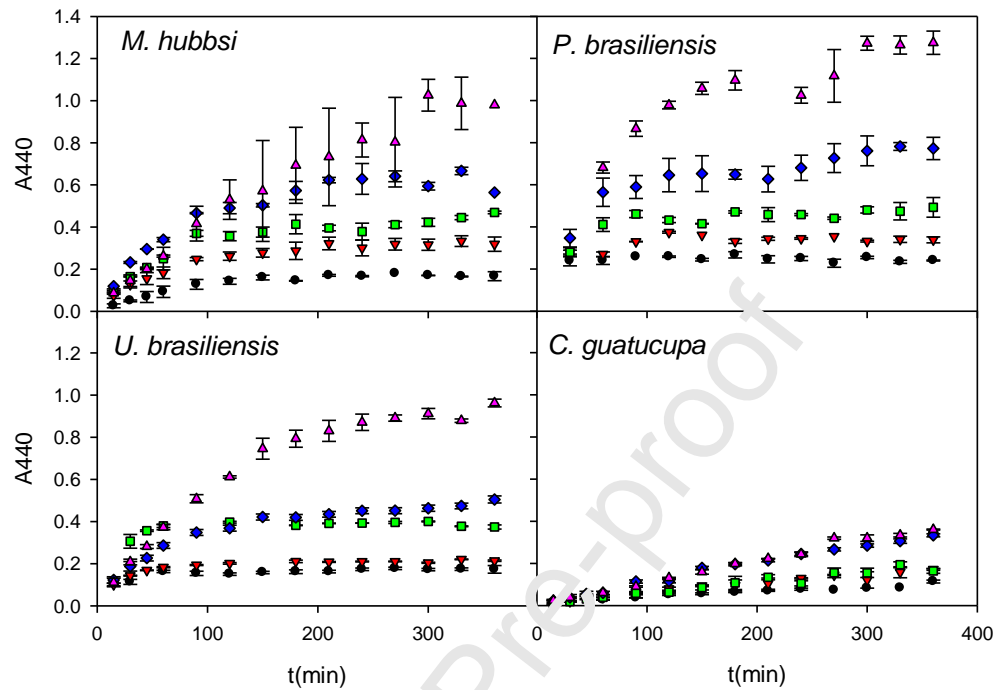 1.4
1.2
1.0
0.8
0.6
0.4
0.2
0.0
A440
M. hubbsi
P. brasiliensis
1.2
1.0
0.8
0.6
0.4
0.2
0.0
A440
U. brasiliensis
C. guatucupa
0
100
200
300
0
100
200
300
400
t(min)
t(min)
Pre-proof